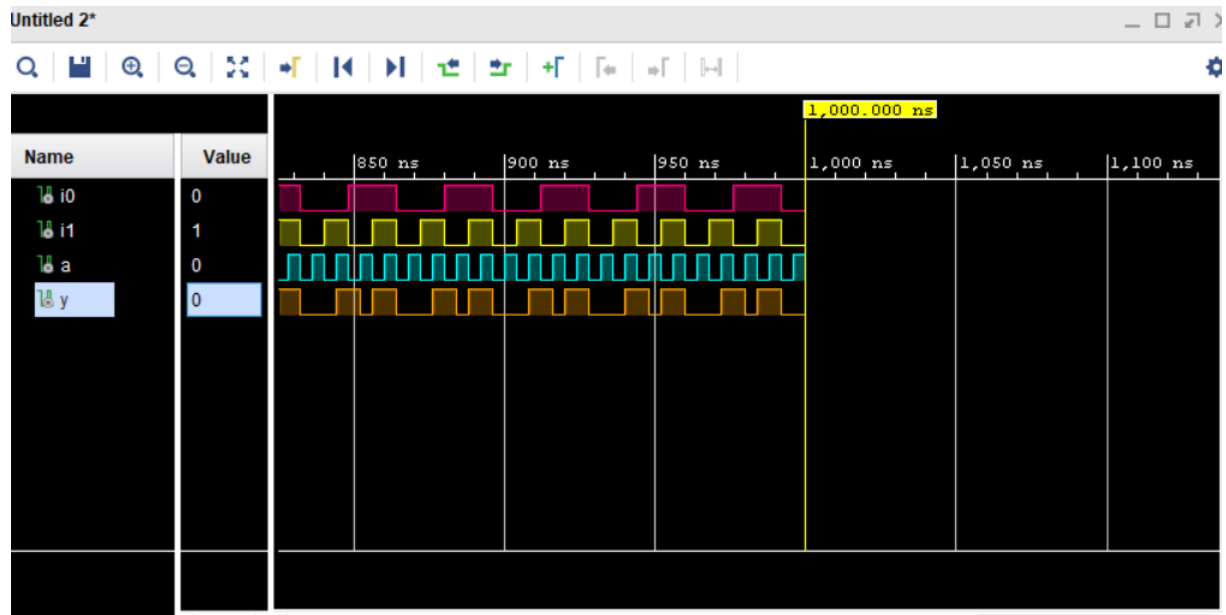 Untitled 2*
1,000.000 ns
Name Value
850 ns 900 ns 950 ns 1,000 ns 1,050 ns 1,100 ns
i0 0
i1 1
a 0
y 0